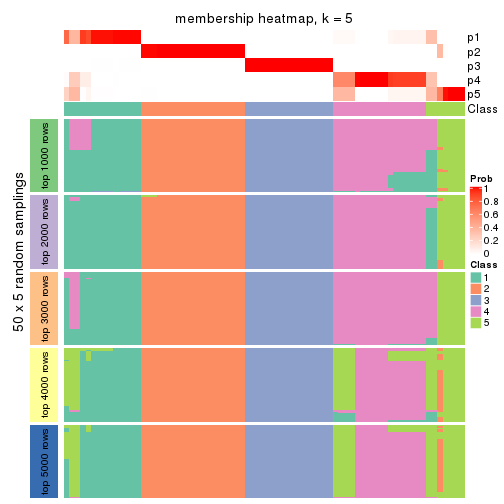 membership heatmap, k = 5
p1
p2
p3
p4
p5
Class
50 x 5 random samplings
top 1000 rows
top 2000 rows
top 3000 rows
top 4000 rows
top 5000 rows
Prob
1
0.8
0.6
0.4
0.2
0
Class
1
2
3
4
5